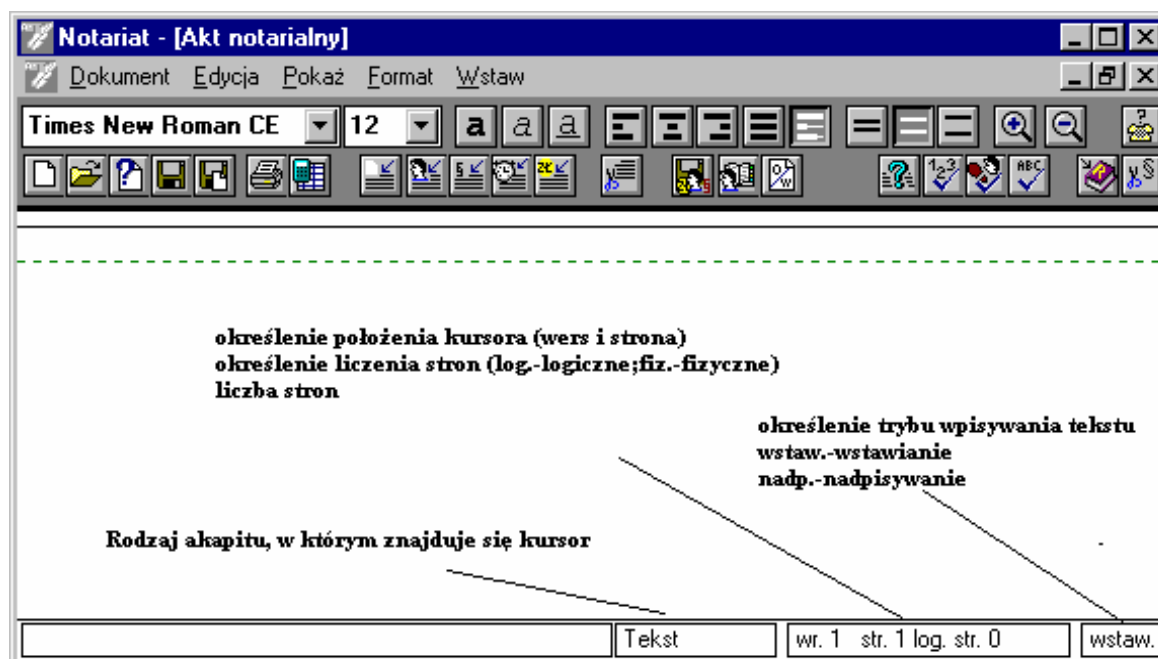 Notariat - [Akt notarialny]
Dokument Edycja Pokaż Format Wstaw
Times New Roman CE 12 a a a
określenie położenia kursora (wers i strona)
określenie liczenia stron (log.-logiczne;fiz.-fizyczne)
liczba stron
określenie trybu wpisywania tekstu
wstaw.-wstawianie
nadp.-nadpisywanie
Rodzaj akapitu, w którym znajduje się kursor
Tekst wr. 1 str. 1 log. str. 0 wstaw.